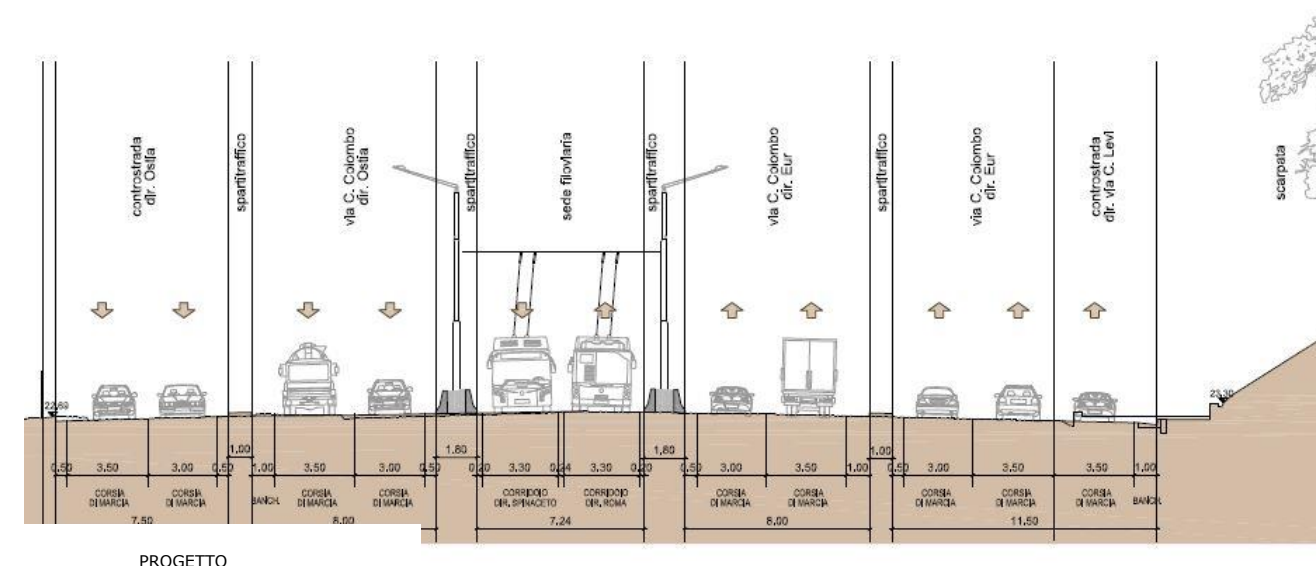 controstrada
dir. Ostia
spartitraffico
via C. Colombo
dir. Ostia
spartitraffico
sede filoviaria
spartitraffico
via C. Colombo
dir. Eur
spartitraffico
via C. Colombo
dir. Eur
controstrada
dir. via C. Levi
scarpata
22.69
23.30
1.00
1.80
1.80
1.00
0.50 3.50 3.00 0.50 1.00 3.50 3.00 0.50 0.20 3.30 0.24 3.30 0.20 0.50 3.00 3.50 1.00 0.50 3.00 3.50 3.50 1.00
CORSIA
DI MARCIA
CORSIA
DI MARCIA
BANCH.
CORSIA
DI MARCIA
CORSIA
DI MARCIA
CORRIDOIO
DIR. SPINACETO
CORRIDOIO
DIR. ROMA
CORSIA
DI MARCIA
CORSIA
DI MARCIA
CORSIA
DI MARCIA
CORSIA
DI MARCIA
CORSIA
DI MARCIA
BANCH.
7.50 8.00 7.24 8.00 11.50
PROGETTO